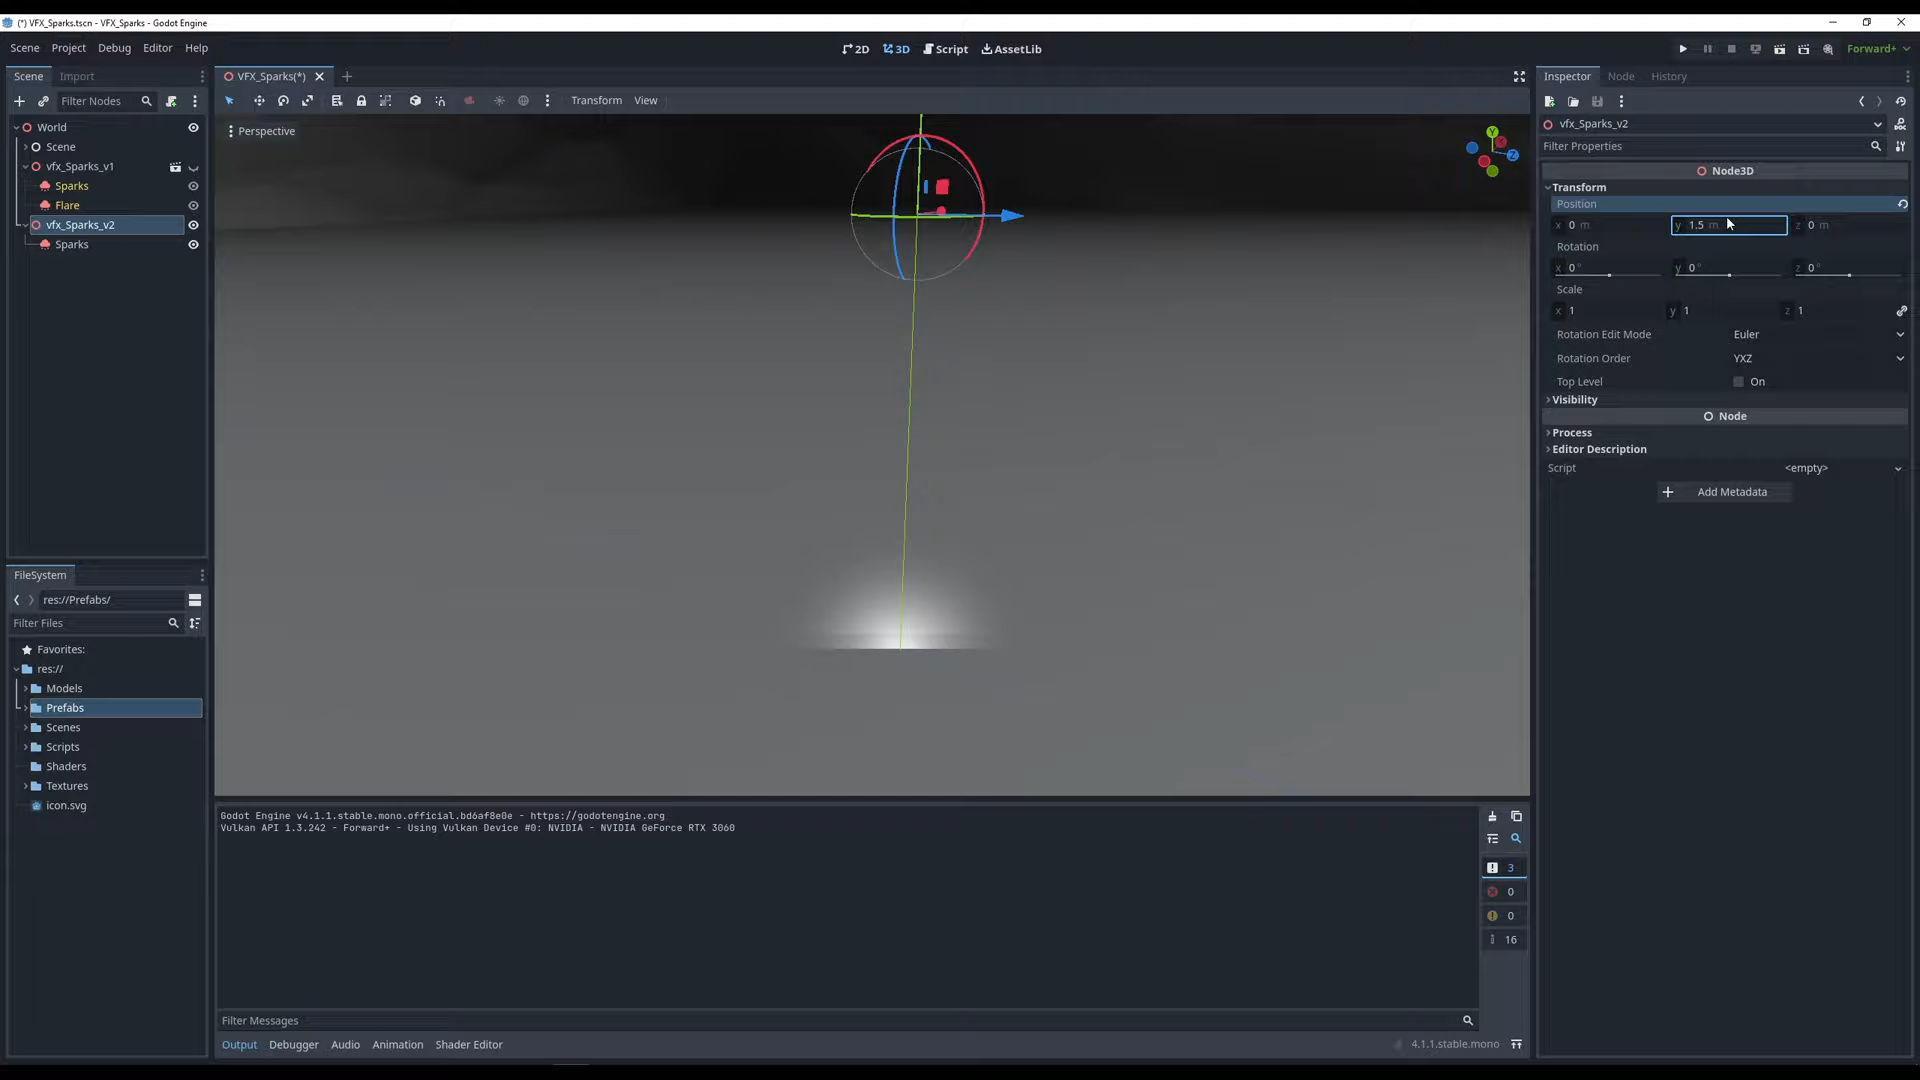 (*) VFX_Sparks.tscn - VFX_Sparks - Godot Engine
Scene Project Debug Editor Help
2D 3D Script AssetLib
Forward+
Scene Import
Filter Nodes
World
Scene
vfx_Sparks_v1
Sparks
Flare
vfx_Sparks_v2
Sparks
VFX_Sparks(*)
Transform View
Perspective
Y
Z
FileSystem
res://Prefabs/
Filter Files
Favorites:
res://
Models
Prefabs
Scenes
Scripts
Shaders
Textures
icon.svg
Godot Engine v4.1.1.stable.mono.official.bd6af8e0e - https://godotengine.org
Vulkan API 1.3.242 - Forward+ - Using Vulkan Device #0: NVIDIA - NVIDIA GeForce RTX 3060
3
0
0
16
Filter Messages
Output Debugger Audio Animation Shader Editor
4.1.1.stable.mono
Inspector Node History
vfx_Sparks_v2
Filter Properties
Node3D
Transform
Position
x 0 m y 1.5 m z 0 m
Rotation
x 0 ° y 0 ° z 0 °
Scale
x 1 y 1 z 1
Rotation Edit Mode Euler
Rotation Order YXZ
Top Level On
Visibility
Node
Process
Editor Description
Script <empty>
Add Metadata